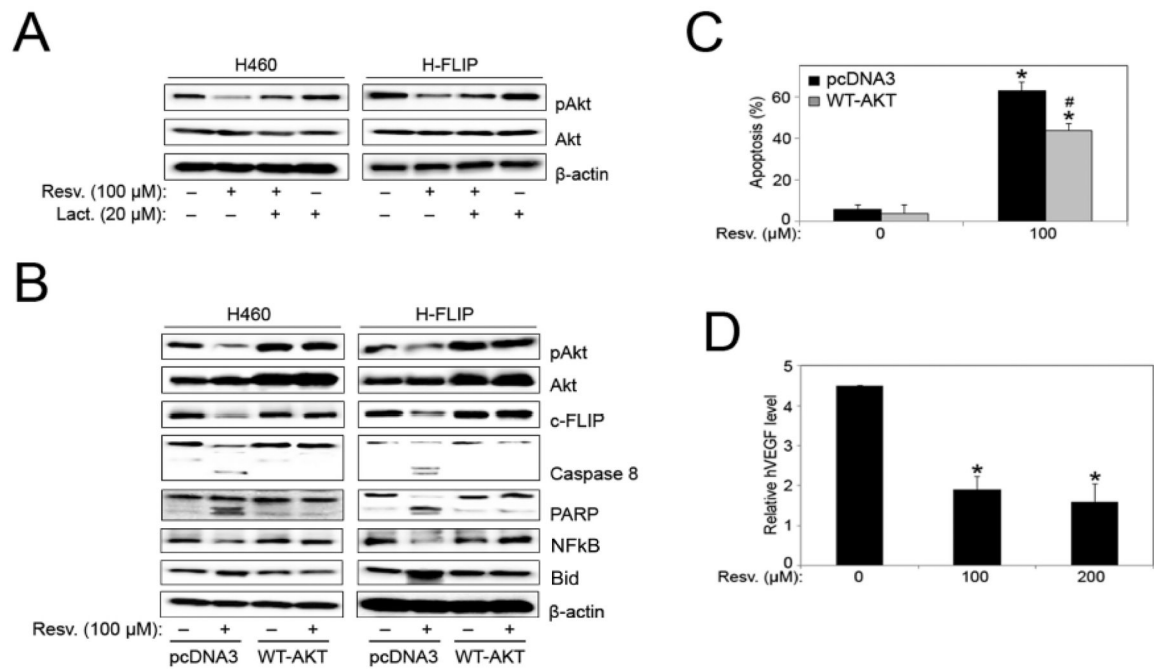 A
H460 H-FLIP
pAkt
Akt
β-actin
Resv. (100 µM): – + + – – + + –
Lact. (20 µM): – – + + – – + +
B
H460 H-FLIP
pAkt
Akt
c-FLIP
Caspase 8
PARP
NFkB
Bid
β-actin
Resv. (100 µM): – + – + – + – +
pcDNA3 WT-AKT pcDNA3 WT-AKT
C
pcDNA3
WT-AKT
Apoptosis (%)
60
40
20
0
*
#
*
Resv. (µM): 0 100
D
Relative hVEGF level
5
4
3
2
1
0
*
*
Resv. (µM): 0 100 200